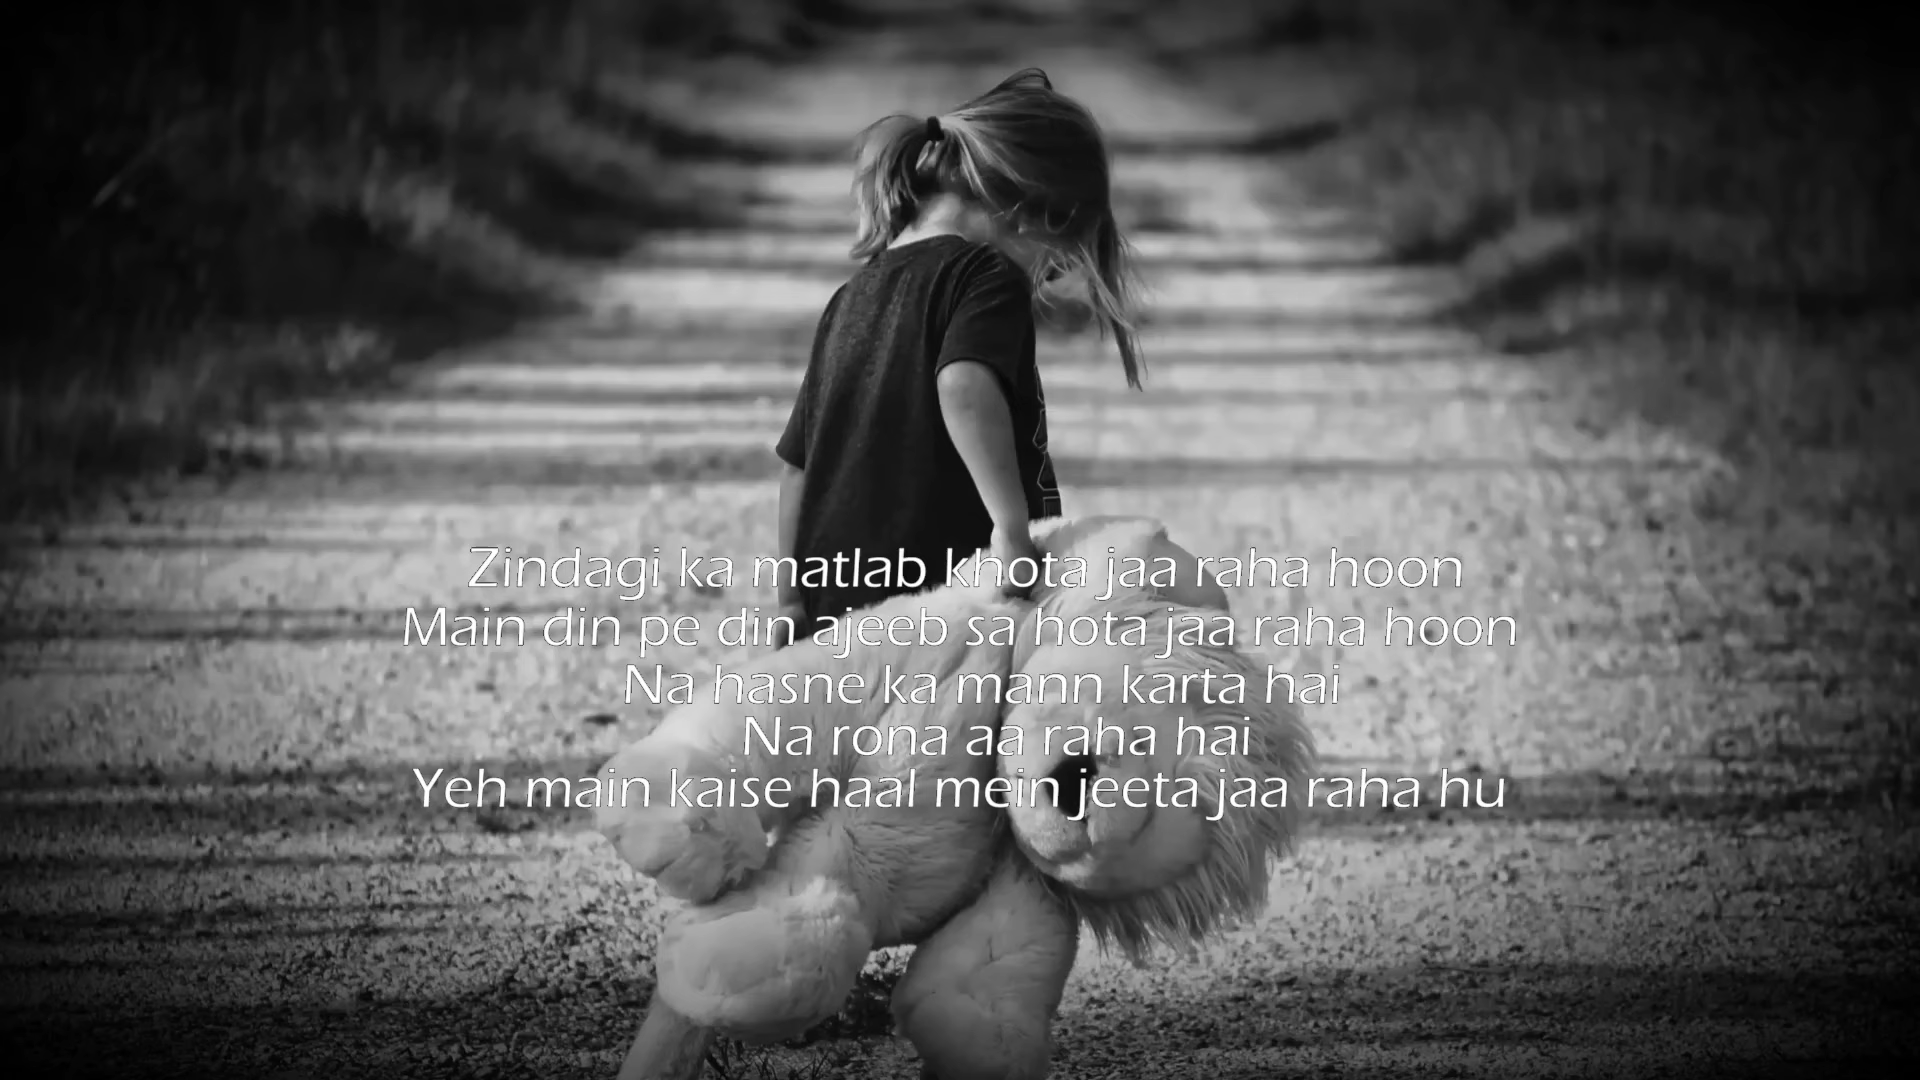 Zindagi ka matlab khota jaa raha hoon
Main din pe din ajeeb sa hota jaa raha hoon
Na hasne ka mann karta hai
Na rona aa raha hai
Yeh main kaise haal mein jeeta jaa raha hu